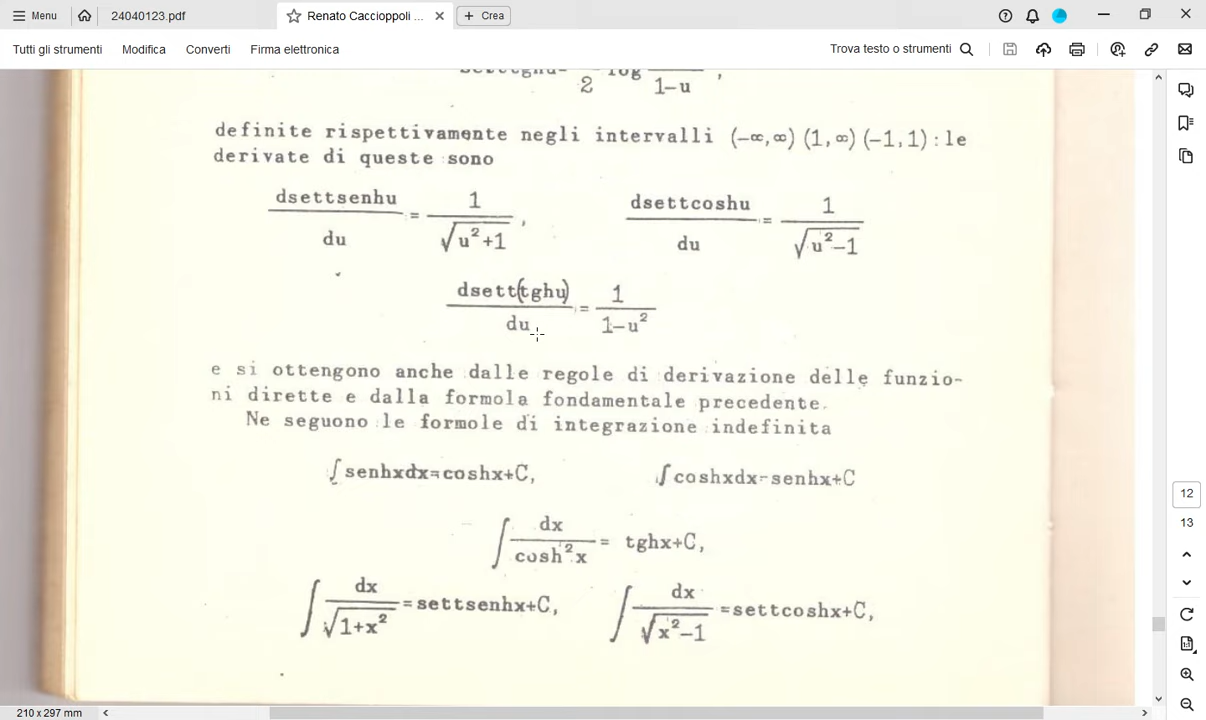 Menu 24040123.pdf Renato Caccioppoli ... × + Crea
Tutti gli strumenti Modifica Converti Firma elettronica Trova testo o strumenti
2 log 1-u ,
definite rispettivamente negli intervalli (-∞,∞) (1,∞) (-1,1) : le
derivate di queste sono
dsettsenhu/du = 1/√(u²+1), dsettcoshu/du = 1/√(u²-1)
dsett(tghu)/du = 1/(1-u²)
e si ottengono anche dalle regole di derivazione delle funzio-
ni dirette e dalla formola fondamentale precedente.
Ne seguono le formole di integrazione indefinita
∫senhxdx=coshx+C, ∫coshxdx-senhx+C
∫dx/cosh²x = tghx+C,
∫dx/√(1+x²) =settsenhx+C, ∫dx/√(x²-1) =settcoshx+C,
12
13
210 x 297 mm